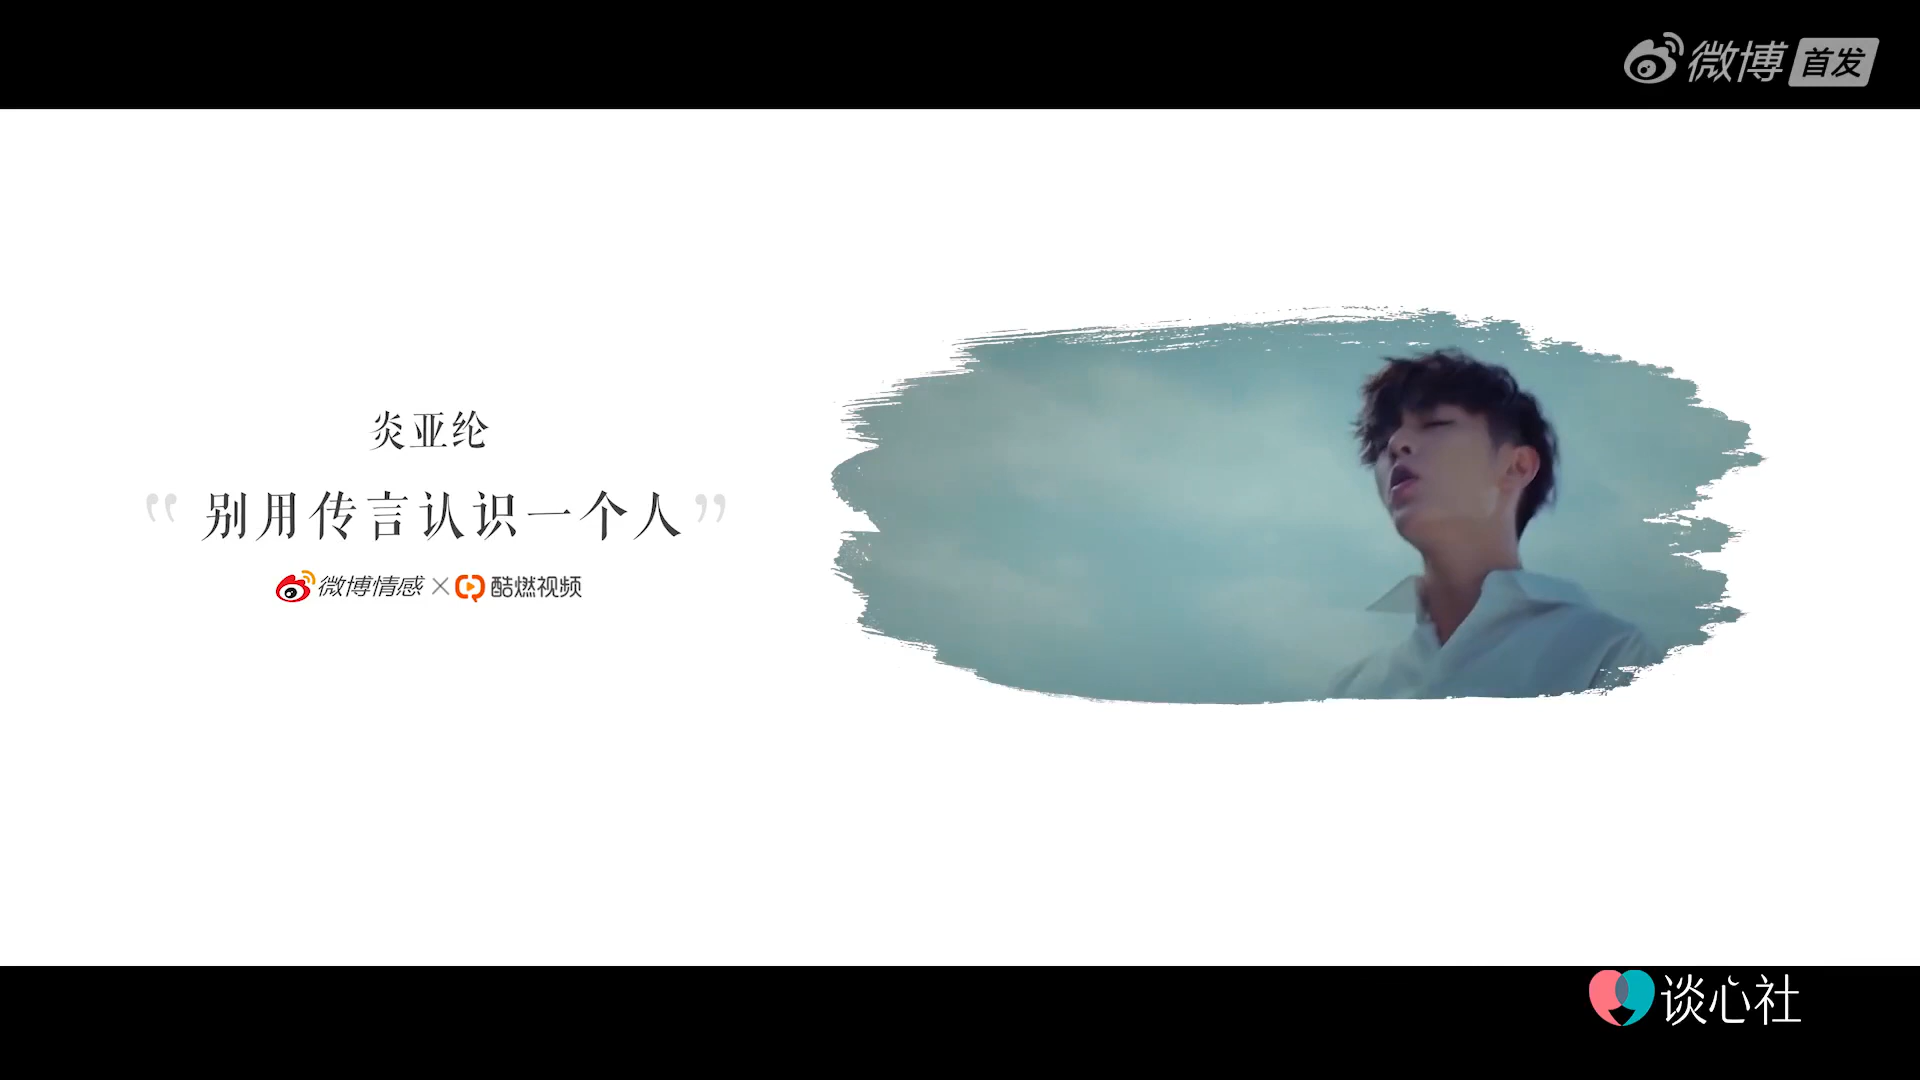 微博 首发
炎亚纶
“别用传言认识一个人”
微博情感×酷燃视频
谈心社